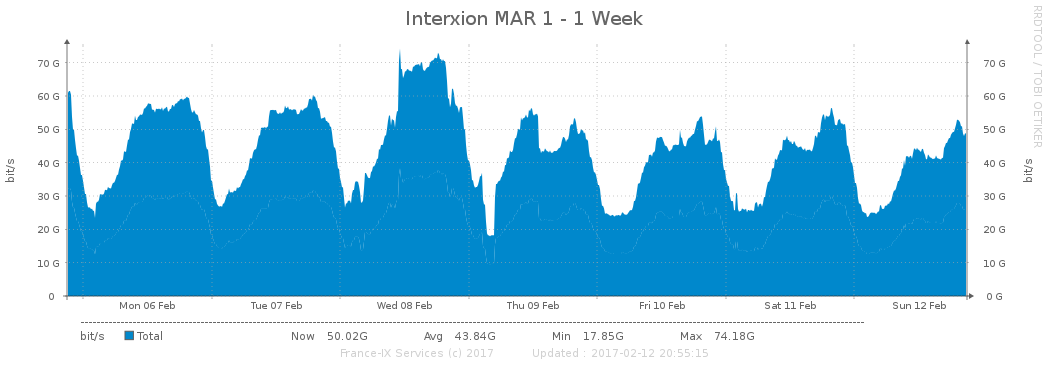 Interxion MAR 1 - 1 Week
RRDTOOL / TOBI OETIKER
bit/s
70 G 70 G
60 G 60 G
50 G 50 G
40 G 40 G
30 G 30 G
20 G 20 G
10 G 10 G
0 0 G
bit/s
Mon 06 Feb Tue 07 Feb Wed 08 Feb Thu 09 Feb Fri 10 Feb Sat 11 Feb Sun 12 Feb
bit/s Total Now 50.02G Avg 43.84G Min 17.85G Max 74.18G
France-IX Services (c) 2017 Updated : 2017-02-12 20:55:15